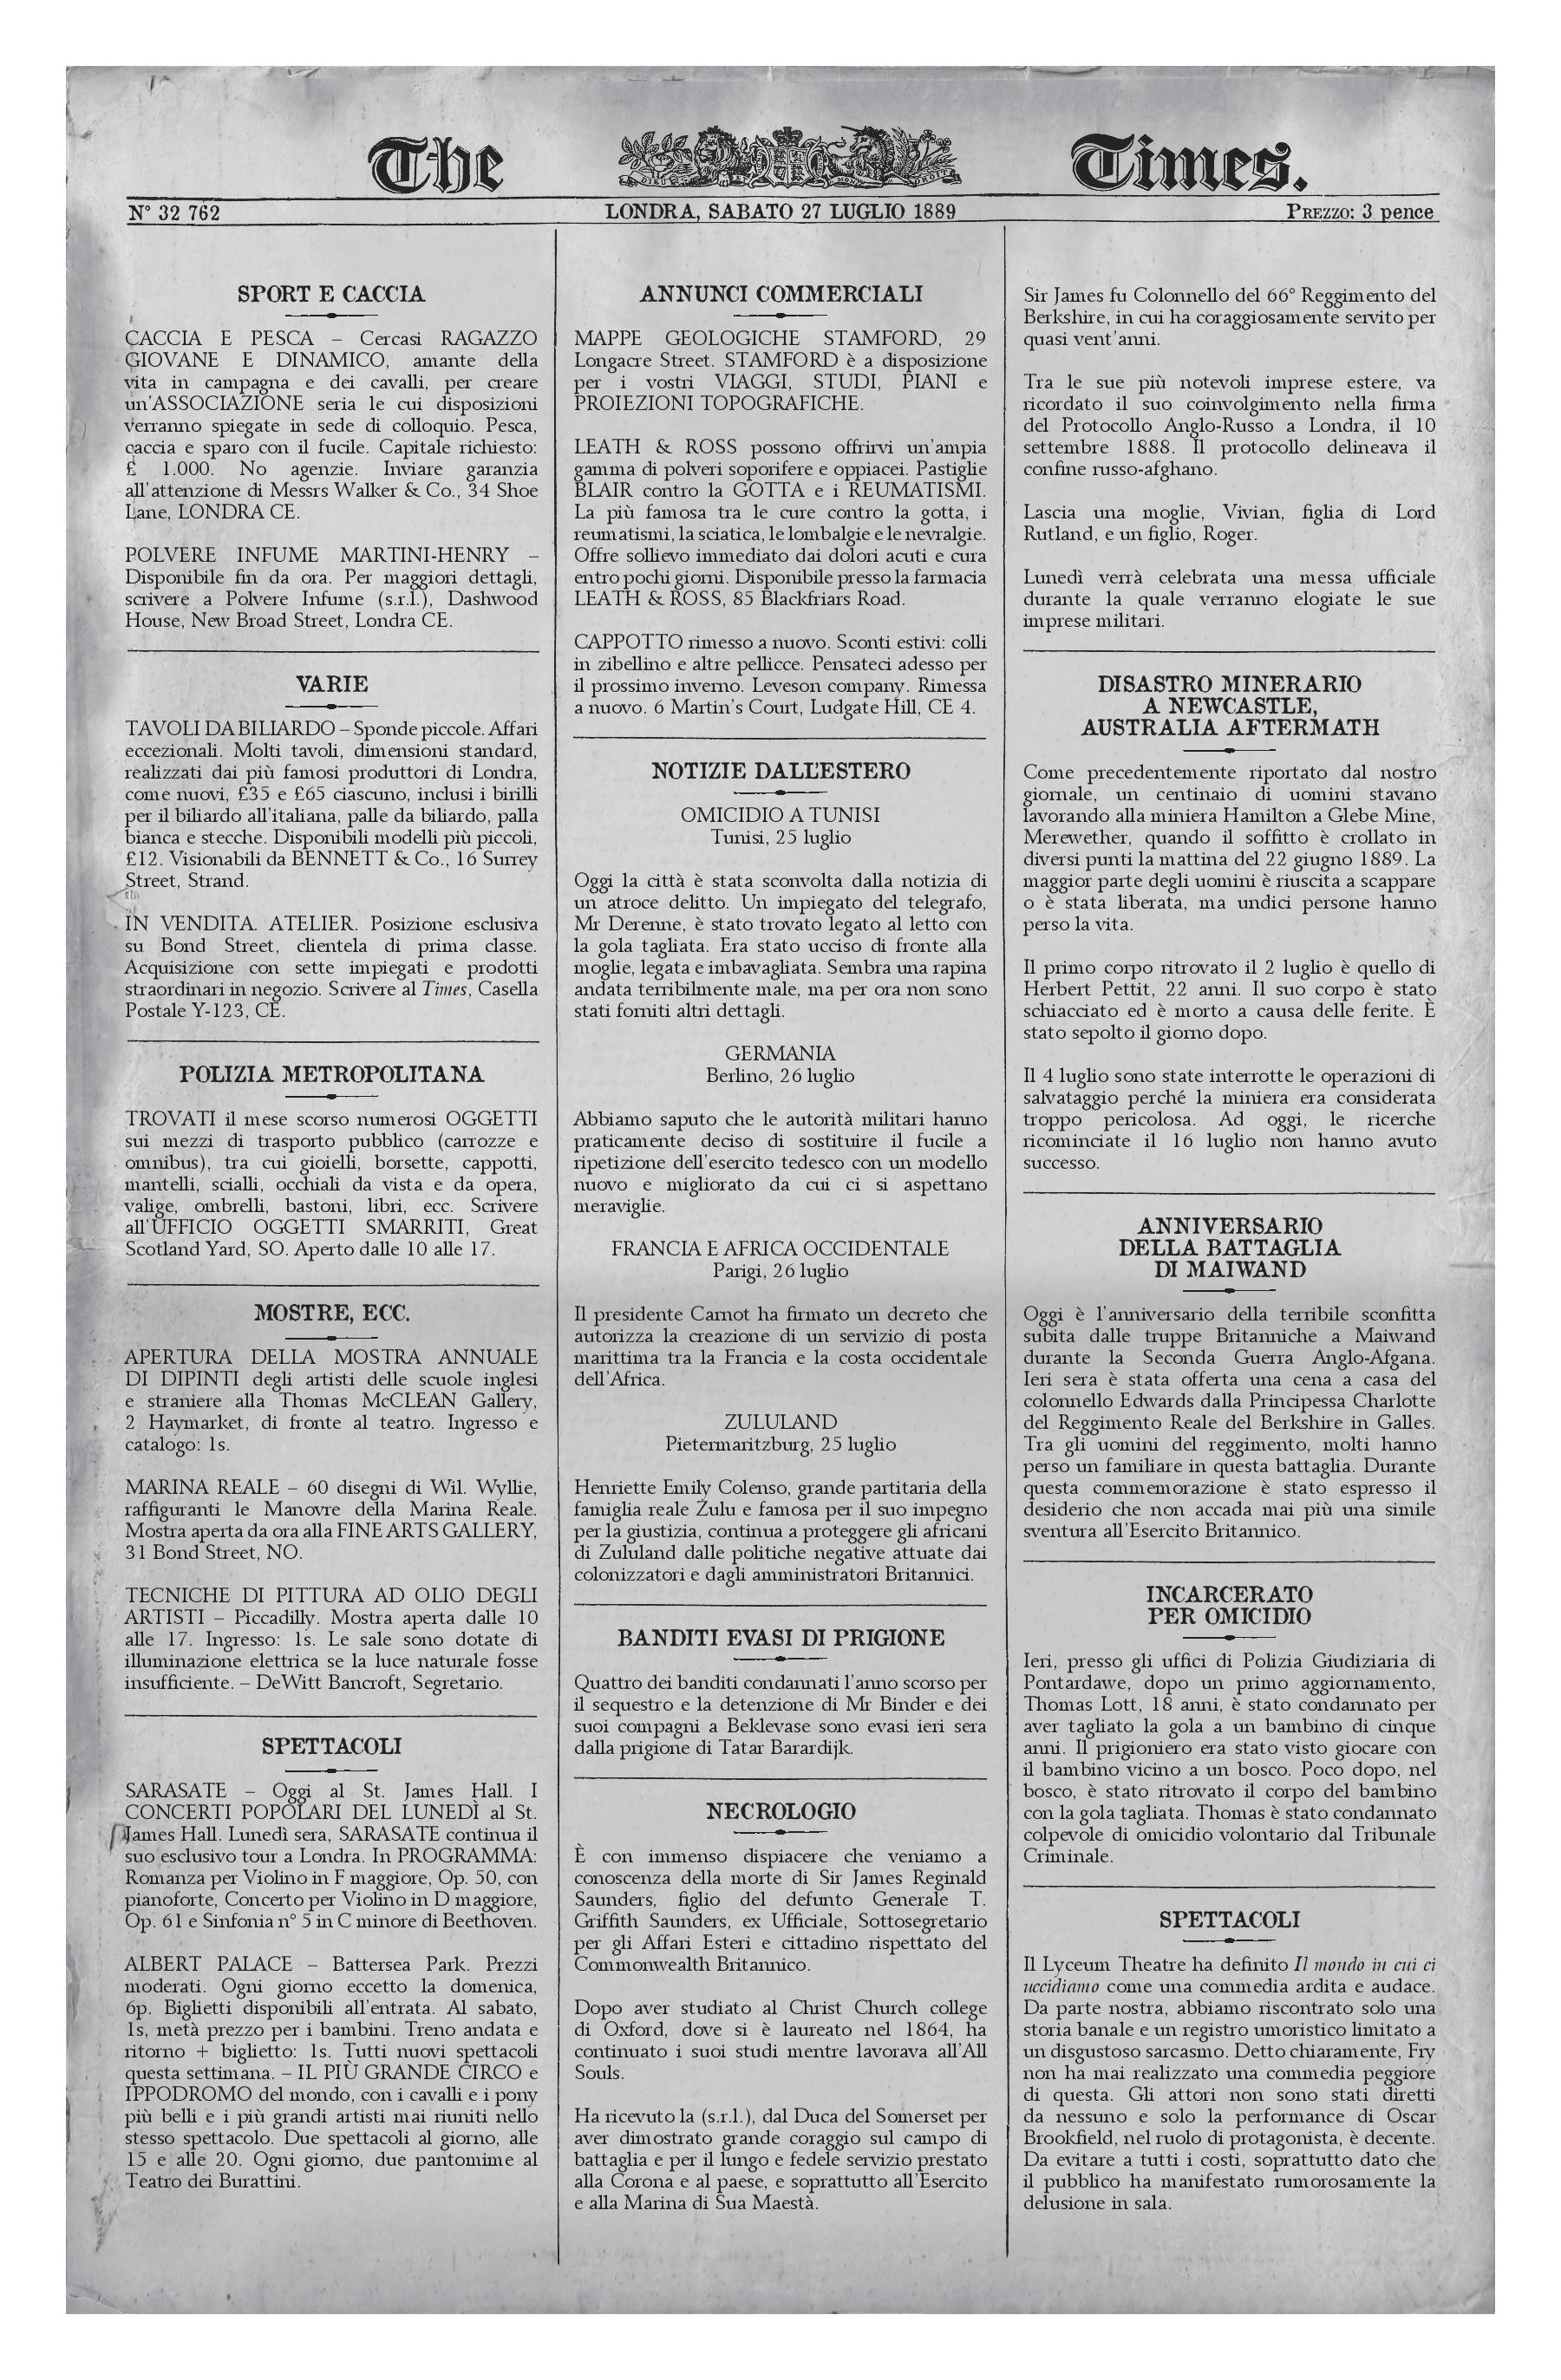 The Times.
N° 32 762
LONDRA, SABATO 27 LUGLIO 1889
PREZZO: 3 pence
SPORT E CACCIA
CACCIA E PESCA – Cercasi RAGAZZO
GIOVANE E DINAMICO, amante della
vita in campagna e dei cavalli, per creare
un'ASSOCIAZIONE seria le cui disposizioni
verranno spiegate in sede di colloquio. Pesca,
caccia e sparo con il fucile. Capitale richiesto:
£ 1.000. No agenzie. Inviare garanzia
all'attenzione di Messrs Walker & Co., 34 Shoe
Lane, LONDRA CE.
POLVERE INFUME MARTINI-HENRY –
Disponibile fin da ora. Per maggiori dettagli,
scrivere a Polvere Infume (s.r.l.), Dashwood
House, New Broad Street, Londra CE.
VARIE
TAVOLI DA BILIARDO – Sponde piccole. Affari
eccezionali. Molti tavoli, dimensioni standard,
realizzati dai più famosi produttori di Londra,
come nuovi, £35 e £65 ciascuno, inclusi i birilli
per il biliardo all'italiana, palle da biliardo, palla
bianca e stecche. Disponibili modelli più piccoli,
£12. Visionabili da BENNETT & Co., 16 Surrey
Street, Strand.
IN VENDITA. ATELIER. Posizione esclusiva
su Bond Street, clientela di prima classe.
Acquisizione con sette impiegati e prodotti
straordinari in negozio. Scrivere al Times, Casella
Postale Y-123, CE.
POLIZIA METROPOLITANA
TROVATI il mese scorso numerosi OGGETTI
sui mezzi di trasporto pubblico (carrozze e
omnibus), tra cui gioielli, borsette, cappotti,
mantelli, scialli, occhiali da vista e da opera,
valige, ombrelli, bastoni, libri, ecc. Scrivere
all'UFFICIO OGGETTI SMARRITI, Great
Scotland Yard, SO. Aperto dalle 10 alle 17.
MOSTRE, ECC.
APERTURA DELLA MOSTRA ANNUALE
DI DIPINTI degli artisti delle scuole inglesi
e straniere alla Thomas McCLEAN Gallery,
2 Haymarket, di fronte al teatro. Ingresso e
catalogo: 1s.
MARINA REALE – 60 disegni di Wil. Wyllie,
raffiguranti le Manovre della Marina Reale.
Mostra aperta da ora alla FINE ARTS GALLERY,
31 Bond Street, NO.
TECNICHE DI PITTURA AD OLIO DEGLI
ARTISTI – Piccadilly. Mostra aperta dalle 10
alle 17. Ingresso: 1s. Le sale sono dotate di
illuminazione elettrica se la luce naturale fosse
insufficiente. – DeWitt Bancroft, Segretario.
SPETTACOLI
SARASATE – Oggi al St. James Hall. I
CONCERTI POPOLARI DEL LUNEDÌ al St.
James Hall. Lunedì sera, SARASATE continua il
suo esclusivo tour a Londra. In PROGRAMMA:
Romanza per Violino in F maggiore, Op. 50, con
pianoforte, Concerto per Violino in D maggiore,
Op. 61 e Sinfonia n° 5 in C minore di Beethoven.
ALBERT PALACE – Battersea Park. Prezzi
moderati. Ogni giorno eccetto la domenica,
6p. Biglietti disponibili all'entrata. Al sabato,
1s, metà prezzo per i bambini. Treno andata e
ritorno + biglietto: 1s. Tutti nuovi spettacoli
questa settimana. – IL PIÙ GRANDE CIRCO e
IPPODROMO del mondo, con i cavalli e i pony
più belli e i più grandi artisti mai riuniti nello
stesso spettacolo. Due spettacoli al giorno, alle
15 e alle 20. Ogni giorno, due pantomime al
Teatro dei Burattini.
ANNUNCI COMMERCIALI
MAPPE GEOLOGICHE STAMFORD, 29
Longacre Street. STAMFORD è a disposizione
per i vostri VIAGGI, STUDI, PIANI e
PROIEZIONI TOPOGRAFICHE.
LEATH & ROSS possono offrirvi un'ampia
gamma di polveri soporifere e oppiacei. Pastiglie
BLAIR contro la GOTTA e i REUMATISMI.
La più famosa tra le cure contro la gotta, i
reumatismi, la sciatica, le lombalgie e le nevralgie.
Offre sollievo immediato dai dolori acuti e cura
entro pochi giorni. Disponibile presso la farmacia
LEATH & ROSS, 85 Blackfriars Road.
CAPPOTTO rimesso a nuovo. Sconti estivi: colli
in zibellino e altre pellicce. Pensateci adesso per
il prossimo inverno. Leveson company. Rimessa
a nuovo. 6 Martin's Court, Ludgate Hill, CE 4.
NOTIZIE DALL'ESTERO
OMICIDIO A TUNISI
Tunisi, 25 luglio
Oggi la città è stata sconvolta dalla notizia di
un atroce delitto. Un impiegato del telegrafo,
Mr Derenne, è stato trovato legato al letto con
la gola tagliata. Era stato ucciso di fronte alla
moglie, legata e imbavagliata. Sembra una rapina
andata terribilmente male, ma per ora non sono
stati forniti altri dettagli.
GERMANIA
Berlino, 26 luglio
Abbiamo saputo che le autorità militari hanno
praticamente deciso di sostituire il fucile a
ripetizione dell'esercito tedesco con un modello
nuovo e migliorato da cui ci si aspettano
meraviglie.
FRANCIA E AFRICA OCCIDENTALE
Parigi, 26 luglio
Il presidente Carnot ha firmato un decreto che
autorizza la creazione di un servizio di posta
marittima tra la Francia e la costa occidentale
dell'Africa.
ZULULAND
Pietermaritzburg, 25 luglio
Henriette Emily Colenso, grande partitaria della
famiglia reale Zulu e famosa per il suo impegno
per la giustizia, continua a proteggere gli africani
di Zululand dalle politiche negative attuate dai
colonizzatori e dagli amministratori Britannici.
BANDITI EVASI DI PRIGIONE
Quattro dei banditi condannati l'anno scorso per
il sequestro e la detenzione di Mr Binder e dei
suoi compagni a Beklevase sono evasi ieri sera
dalla prigione di Tatar Barardijk.
NECROLOGIO
È con immenso dispiacere che veniamo a
conoscenza della morte di Sir James Reginald
Saunders, figlio del defunto Generale T.
Griffith Saunders, ex Ufficiale, Sottosegretario
per gli Affari Esteri e cittadino rispettato del
Commonwealth Britannico.
Dopo aver studiato al Christ Church college
di Oxford, dove si è laureato nel 1864, ha
continuato i suoi studi mentre lavorava all'All
Souls.
Ha ricevuto la (s.r.l.), dal Duca del Somerset per
aver dimostrato grande coraggio sul campo di
battaglia e per il lungo e fedele servizio prestato
alla Corona e al paese, e soprattutto all'Esercito
e alla Marina di Sua Maestà.
Sir James fu Colonnello del 66° Reggimento del
Berkshire, in cui ha coraggiosamente servito per
quasi vent'anni.
Tra le sue più notevoli imprese estere, va
ricordato il suo coinvolgimento nella firma
del Protocollo Anglo-Russo a Londra, il 10
settembre 1888. Il protocollo delineava il
confine russo-afghano.
Lascia una moglie, Vivian, figlia di Lord
Rutland, e un figlio, Roger.
Lunedì verrà celebrata una messa ufficiale
durante la quale verranno elogiate le sue
imprese militari.
DISASTRO MINERARIO
A NEWCASTLE,
AUSTRALIA AFTERMATH
Come precedentemente riportato dal nostro
giornale, un centinaio di uomini stavano
lavorando alla miniera Hamilton a Glebe Mine,
Merewether, quando il soffitto è crollato in
diversi punti la mattina del 22 giugno 1889. La
maggior parte degli uomini è riuscita a scappare
o è stata liberata, ma undici persone hanno
perso la vita.
Il primo corpo ritrovato il 2 luglio è quello di
Herbert Pettit, 22 anni. Il suo corpo è stato
schiacciato ed è morto a causa delle ferite. È
stato sepolto il giorno dopo.
Il 4 luglio sono state interrotte le operazioni di
salvataggio perché la miniera era considerata
troppo pericolosa. Ad oggi, le ricerche
ricominciate il 16 luglio non hanno avuto
successo.
ANNIVERSARIO
DELLA BATTAGLIA
DI MAIWAND
Oggi è l'anniversario della terribile sconfitta
subita dalle truppe Britanniche a Maiwand
durante la Seconda Guerra Anglo-Afgana.
Ieri sera è stata offerta una cena a casa del
colonnello Edwards dalla Principessa Charlotte
del Reggimento Reale del Berkshire in Galles.
Tra gli uomini del reggimento, molti hanno
perso un familiare in questa battaglia. Durante
questa commemorazione è stato espresso il
desiderio che non accada mai più una simile
sventura all'Esercito Britannico.
INCARCERATO
PER OMICIDIO
Ieri, presso gli uffici di Polizia Giudiziaria di
Pontardawe, dopo un primo aggiornamento,
Thomas Lott, 18 anni, è stato condannato per
aver tagliato la gola a un bambino di cinque
anni. Il prigioniero era stato visto giocare con
il bambino vicino a un bosco. Poco dopo, nel
bosco, è stato ritrovato il corpo del bambino
con la gola tagliata. Thomas è stato condannato
colpevole di omicidio volontario dal Tribunale
Criminale.
SPETTACOLI
Il Lyceum Theatre ha definito Il mondo in cui ci
uccidiamo come una commedia ardita e audace.
Da parte nostra, abbiamo riscontrato solo una
storia banale e un registro umoristico limitato a
un disgustoso sarcasmo. Detto chiaramente, Fry
non ha mai realizzato una commedia peggiore
di questa. Gli attori non sono stati diretti
da nessuno e solo la performance di Oscar
Brookfield, nel ruolo di protagonista, è decente.
Da evitare a tutti i costi, soprattutto dato che
il pubblico ha manifestato rumorosamente la
delusione in sala.